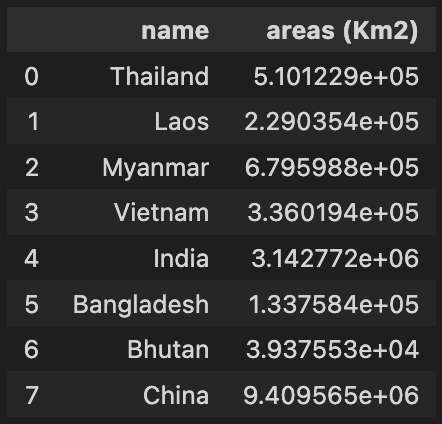 name areas (Km2)
0 Thailand 5.101229e+05
1 Laos 2.290354e+05
2 Myanmar 6.795988e+05
3 Vietnam 3.360194e+05
4 India 3.142772e+06
5 Bangladesh 1.337584e+05
6 Bhutan 3.937553e+04
7 China 9.409565e+06